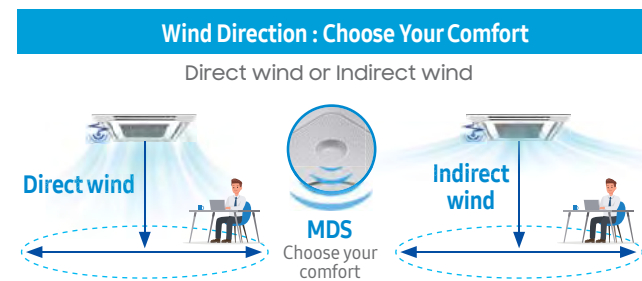 Wind Direction : Choose Your Comfort
Direct wind or Indirect wind
Direct wind
MDS
Choose your
comfort
Indirect
wind